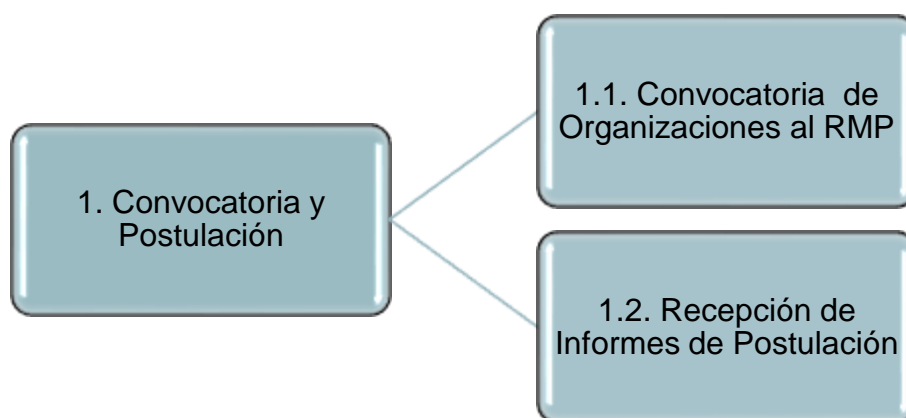 1. Convocatoria y
Postulación
1.1. Convocatoria  de
Organizaciones al RMP
1.2. Recepción de
Informes de Postulación